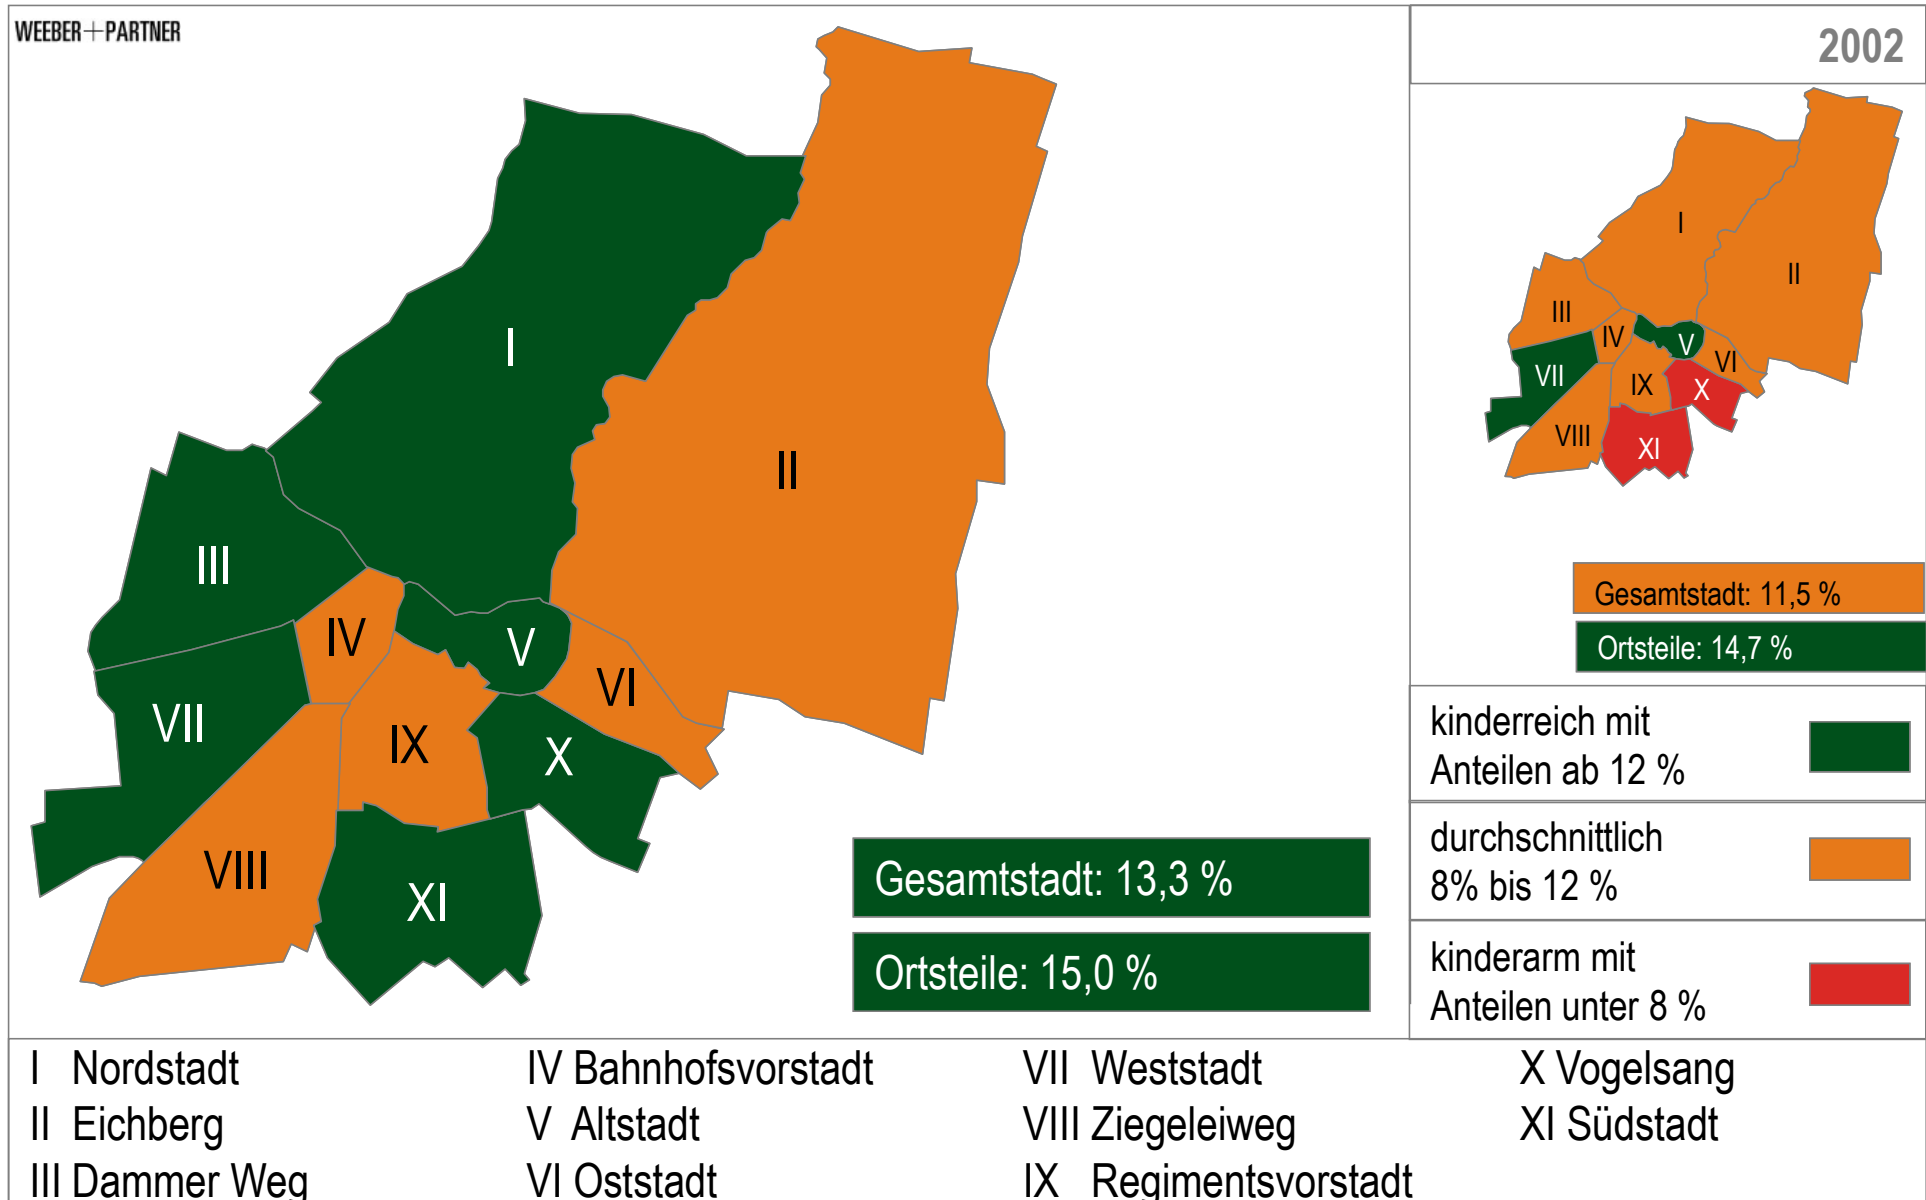 WEEBER+PARTNER
2002
I
II
III
IV
V
VI
VII
VIII
IX
X
XI
Gesamtstadt: 13,3 %
Ortsteile: 15,0 %
I
II
III
IV
V
VI
VII
IX
X
VIII
XI
Gesamtstadt: 11,5 %
Ortsteile: 14,7 %
kinderreich mit
Anteilen ab 12 %
durchschnittlich
8% bis 12 %
kinderarm mit
Anteilen unter 8 %
I Nordstadt
II Eichberg
III Dammer Weg
IV Bahnhofsvorstadt
V Altstadt
VI Oststadt
VII Weststadt
VIII Ziegeleiweg
IX Regimentsvorstadt
X Vogelsang
XI Südstadt